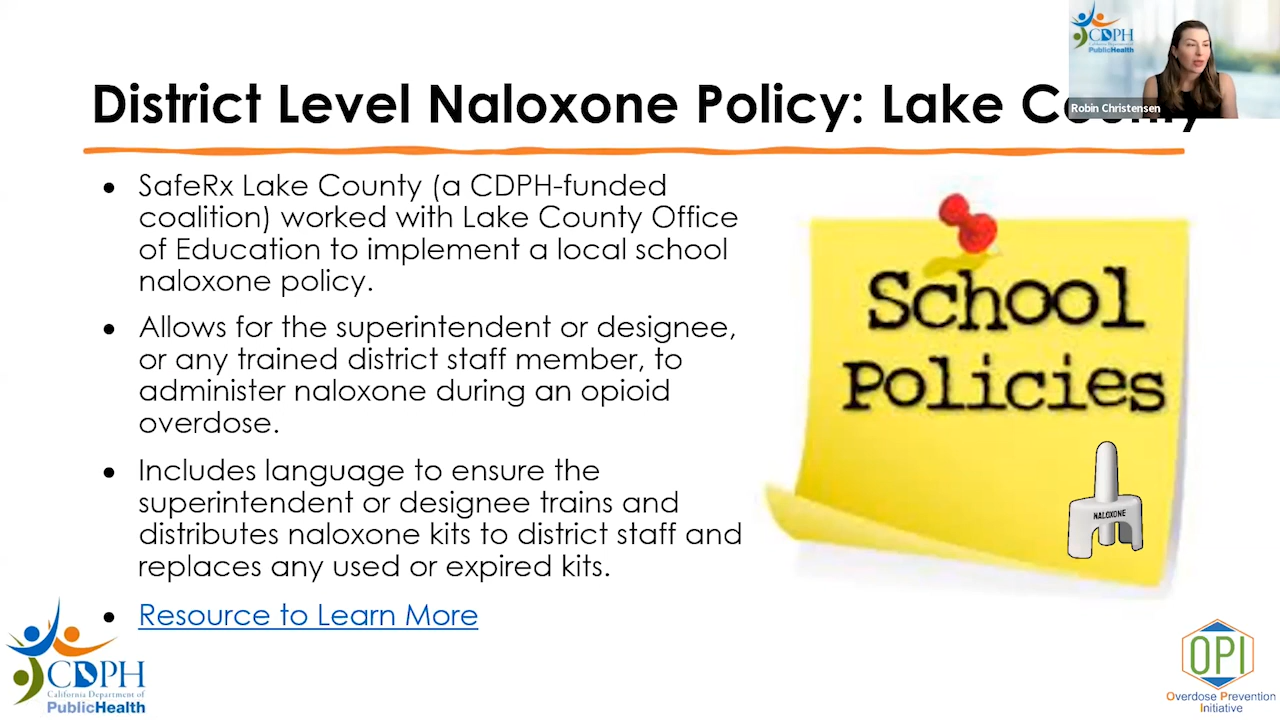 CDPH
PublicHealth
Robin Christensen
District Level Naloxone Policy: Lake County
• SafeRx Lake County (a CDPH-funded
coalition) worked with Lake County Office
of Education to implement a local school
naloxone policy.
• Allows for the superintendent or designee,
or any trained district staff member, to
administer naloxone during an opioid
overdose.
• Includes language to ensure the
superintendent or designee trains and
distributes naloxone kits to district staff and
replaces any used or expired kits.
• Resource to Learn More
School
Policies
NALOXONE
CDPH
California Department of
PublicHealth
OPI
Overdose Prevention
Initiative